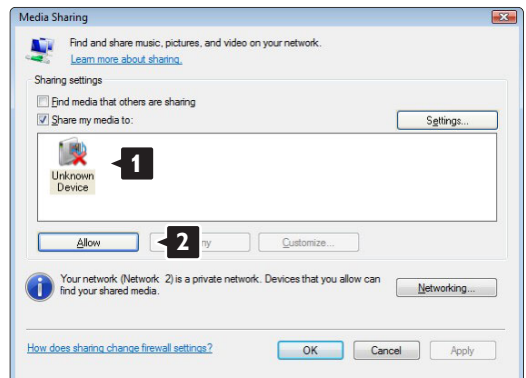 Media Sharing
Find and share music, pictures, and video on your network.
Learn more about sharing.
Sharing settings
Find media that others are sharing
Share my media to:
Settings...
Unknown
Device
1
Allow
2
ny
Customize...
Your network (Network 2) is a private network. Devices that you allow can
find your shared media.
Networking...
How does sharing change firewall settings?
OK
Cancel
Apply